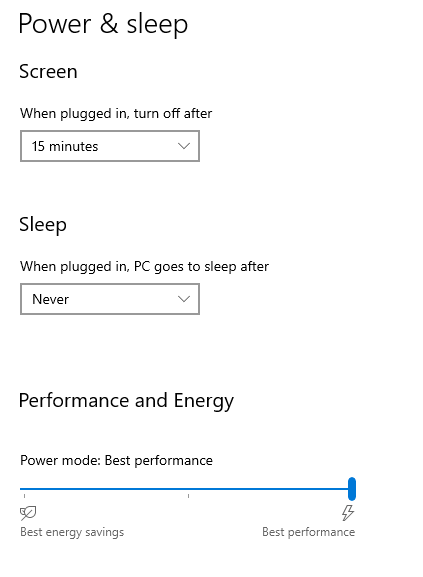 Power & sleep
Screen
When plugged in, turn off after
15 minutes
Sleep
When plugged in, PC goes to sleep after
Never
Performance and Energy
Power mode: Best performance
Best energy savings Best performance